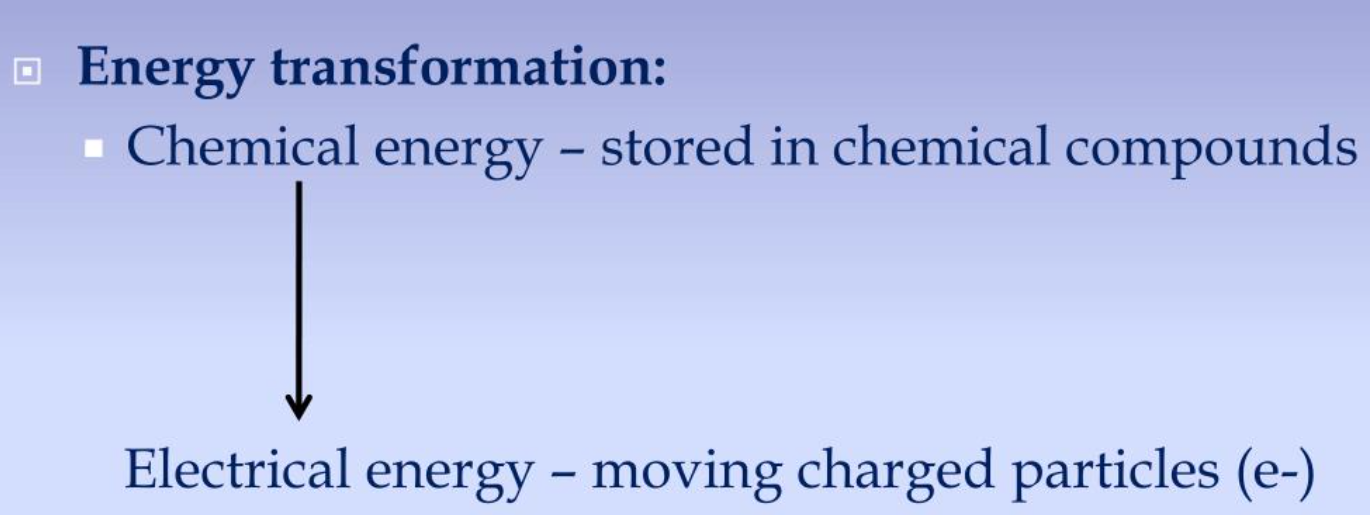 Energy transformation:
Chemical energy – stored in chemical compounds
Electrical energy – moving charged particles (e-)